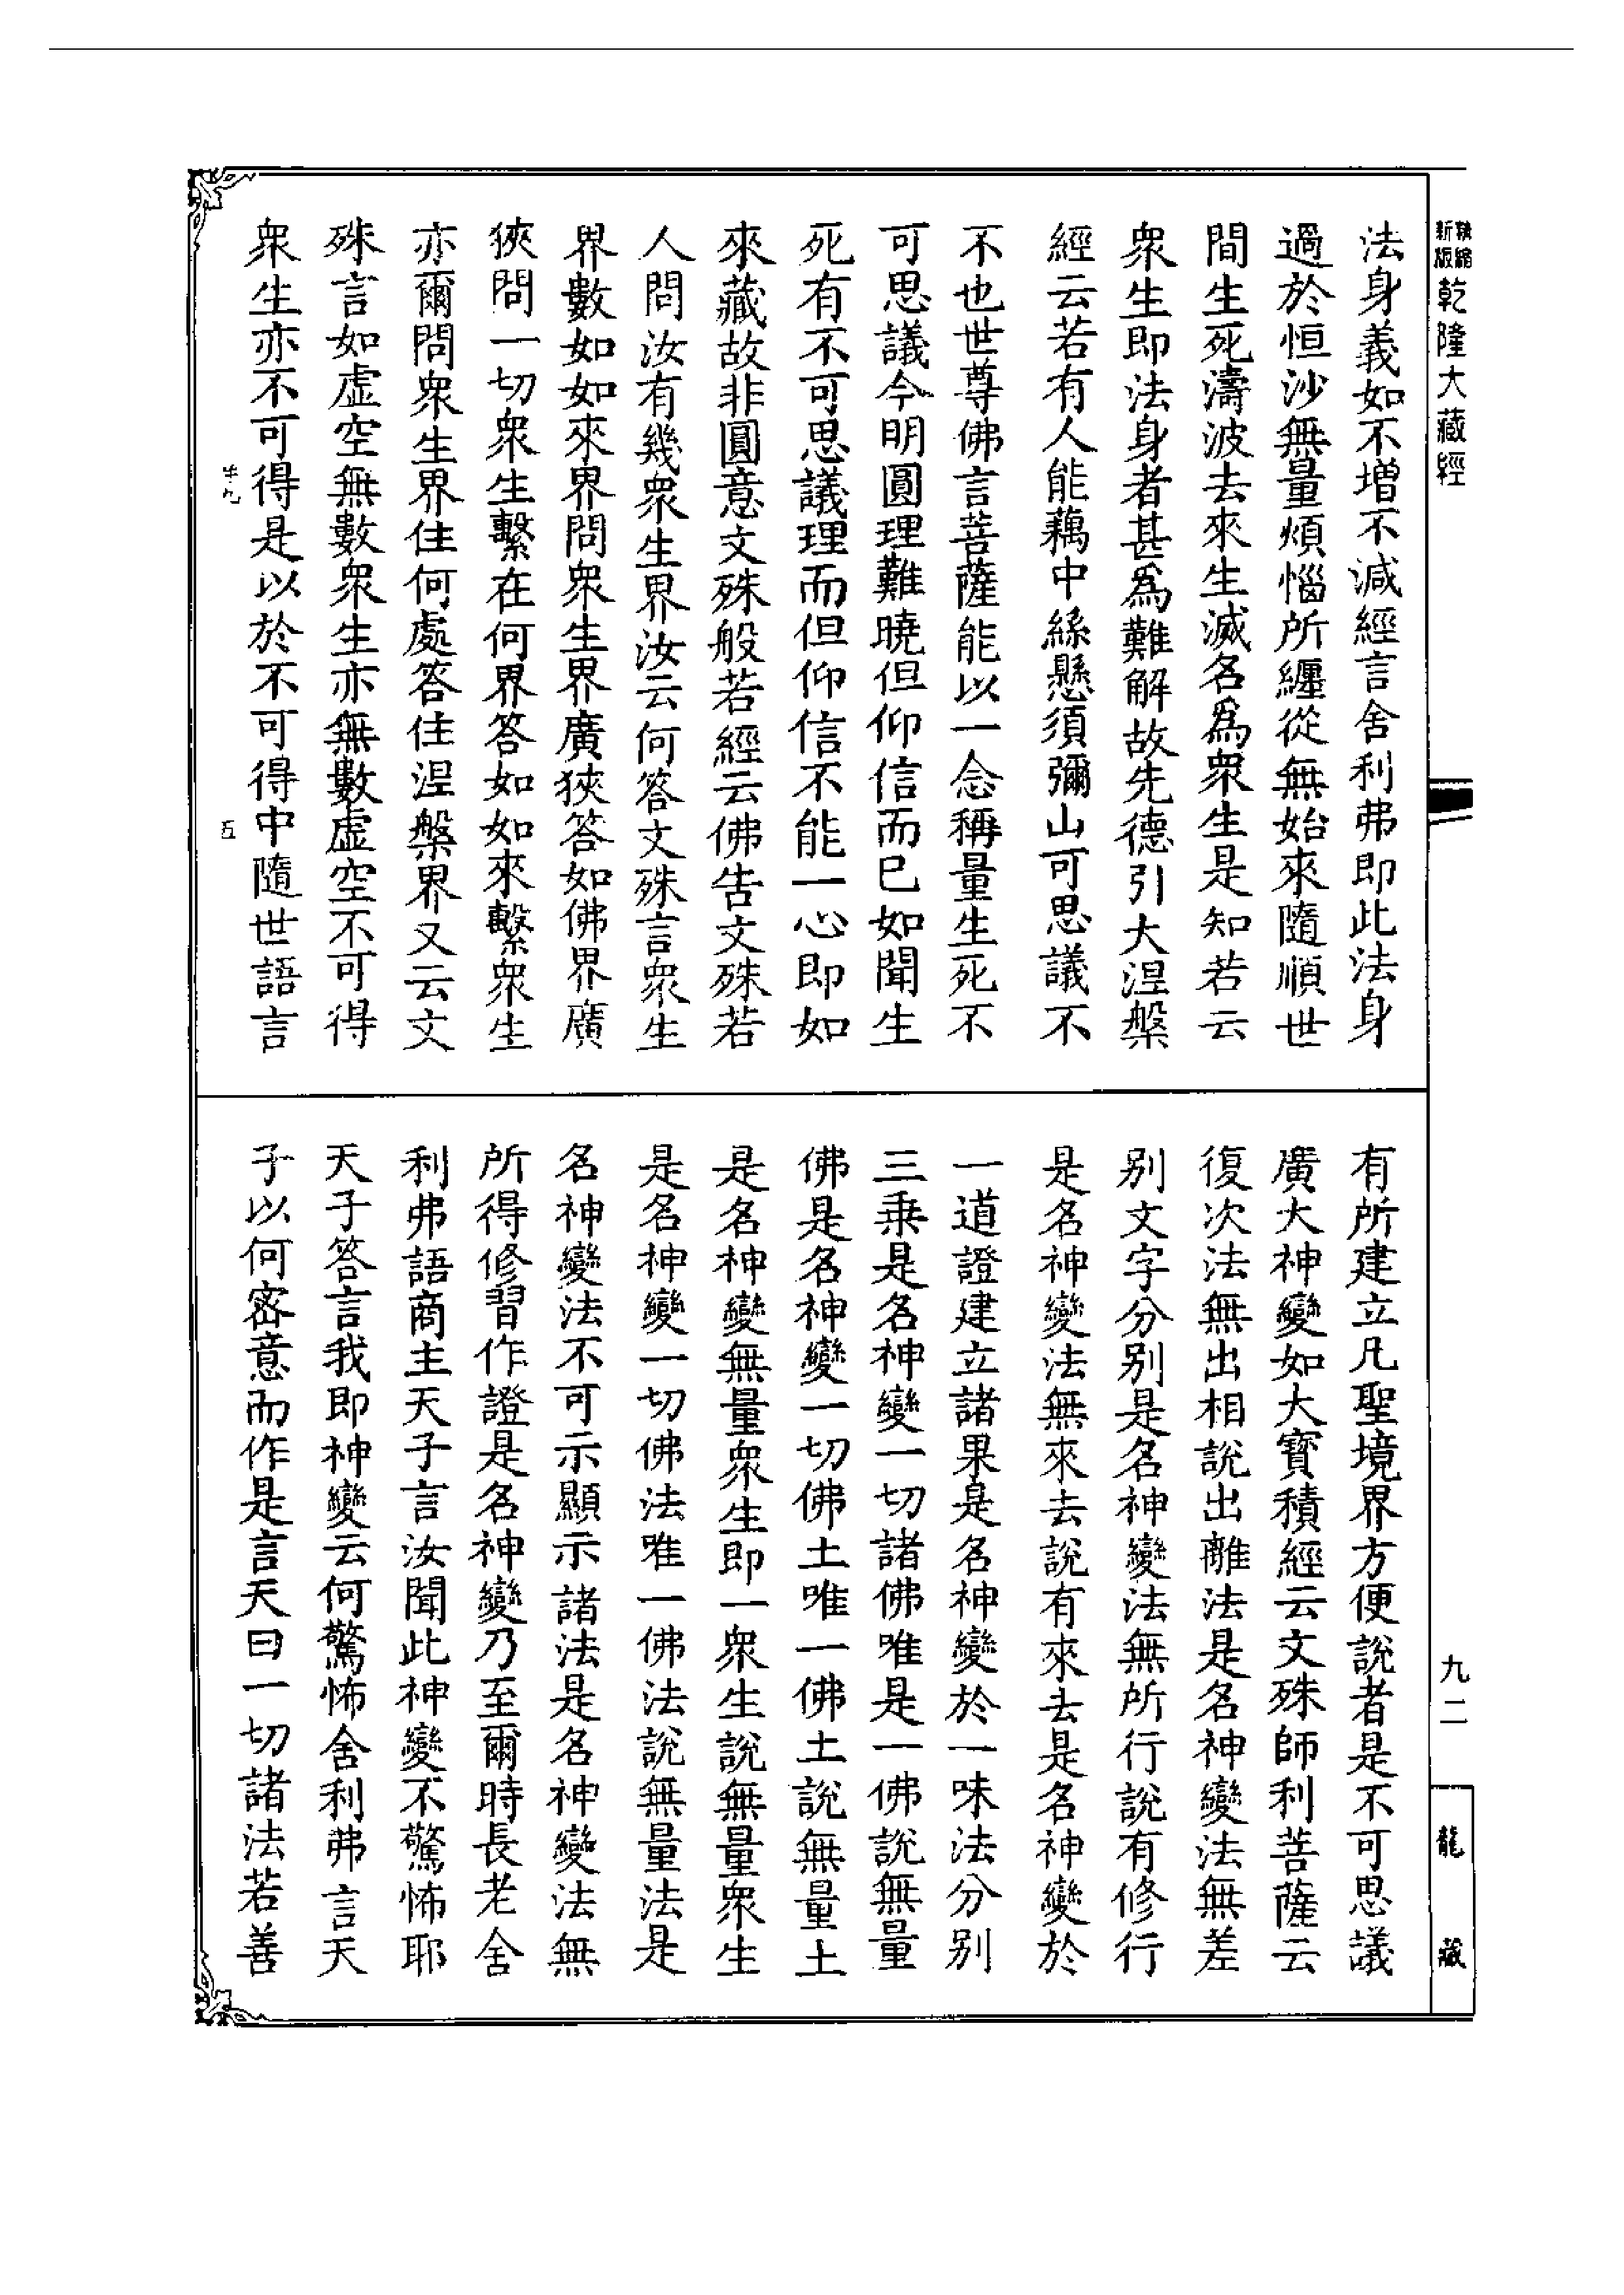 新版
乾隆大藏經
法身義如不增不減經言舍利弗即此法身
過於恒沙無量煩惱所纏從無始來隨順世
間生死濤波去來生滅名爲衆生是知若云
衆生即法身者甚爲難解故先德引大涅槃
經云若有人能藕中絲懸須彌山可思議不
不也世尊佛言菩薩能以一念稱量生死不
可思議今明圓理難曉但仰信而已如聞生
死有不可思議理而但仰信不能一心即如
來藏故非圓意文殊般若經云佛告文殊若
人問汝有幾衆生界汝云何答文殊言衆生
界數如如來界問衆生界廣狹答如佛界廣
狹問一切衆生繫在何界答如如來繫衆生
亦爾問衆生界住何處答住涅槃界又云文
殊言如虛空無數衆生亦無數虛空不可得
衆生亦不可得是以於不可得中隨世語言
五
有所建立凡聖境界方便說者是不可思議
廣大神變如大寳積經云文殊師利菩薩云
復次法無出相說出離法是名神變法無差
别文字分别是名神變法無所行說有修行
是名神變法無來去說有來去是名神變於
一道證建立諸果是名神變於一味法分别
三乘是名神變一切諸佛唯是一佛說無量
佛是名神變一切佛土唯一佛土說無量土
是名神變無量衆生即一衆生說無量衆生
是名神變一切佛法唯一佛法說無量法是
名神變法不可示顯示諸法是名神變法無
所得修習作證是名神變乃至爾時長老舍
利弗語商主天子言汝聞此神變不驚怖耶
天子答言我即神變云何驚怖舍利弗言天
子以何密意而作是言天曰一切諸法若善
九二
龍藏